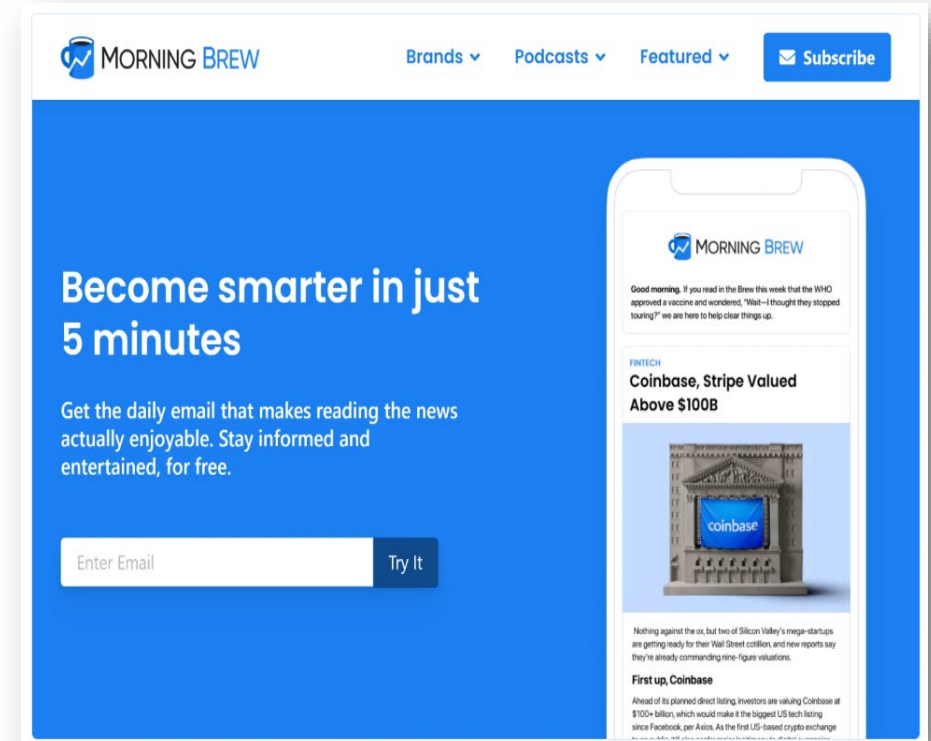 MORNING BREW
Brands
Podcasts
Featured
Subscribe
Become smarter in just
5 minutes
Get the daily email that makes reading the news
actually enjoyable. Stay informed and
entertained, for free.
Enter Email
Try It
MORNING BREW
Good morning. If you read in the Brew this week that the WHO
approved a vaccine and wondered, "Wait—I thought they stopped
touring?" we are here to help clear things up.
FINTECH
Coinbase, Stripe Valued
Above $100B
coinbase
Nothing against the ox, but two of Silicon Valley's mega-startups
are getting ready for their Wall Street cotillion, and new reports say
they're already commanding nine-figure valuations.
First up, Coinbase
Ahead of its planned direct listing, investors are valuing Coinbase at
$100+ billion, which would make it the biggest US tech listing
since Facebook, per Axios. As the first US-based crypto exchange